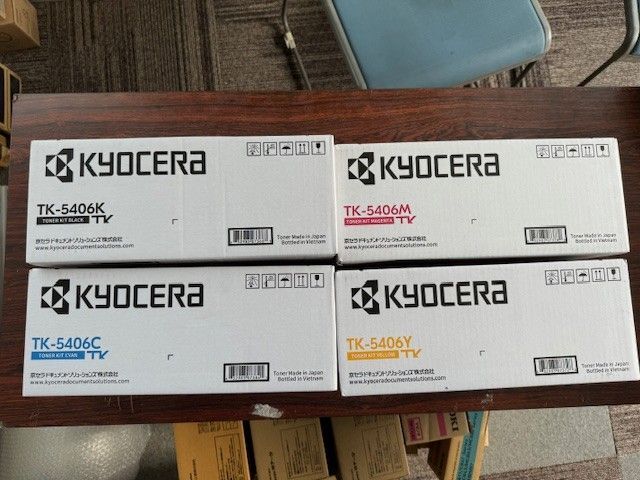 KYOCERA
TK-5406K
TONER KIT BLACK TK
京セラドキュメントソリューションズ株式会社
www.kyoceradocumentsolutions.com
Toner Made in Japan
Bottled in Vietnam
KYOCERA
TK-5406M
TONER KIT MAGENTA TK
京セラドキュメントソリューションズ株式会社
www.kyoceradocumentsolutions.com
Toner Made in Japan
Bottled in Vietnam
KYOCERA
TK-5406C
TONER KIT CYAN TK
京セラドキュメントソリューションズ株式会社
www.kyoceradocumentsolutions.com
Toner Made in Japan
Bottled in Vietnam
KYOCERA
TK-5406Y
TONER KIT YELLOW TK
京セラドキュメントソリューションズ株式会社
www.kyoceradocumentsolutions.com
Toner Made in Japan
Bottled in Vietnam
OKI